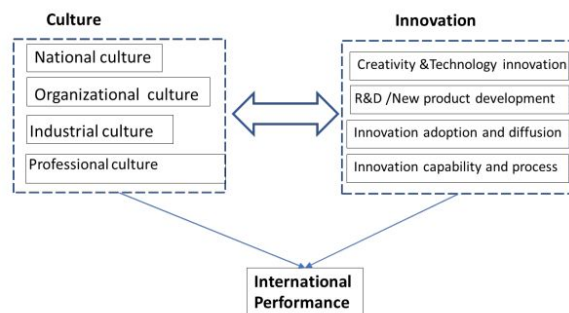 Culture
National culture
Organizational culture
Industrial culture
Professional culture
Innovation
Creativity &Technology innovation
R&D /New product development
Innovation adoption and diffusion
Innovation capability and process
International
Performance